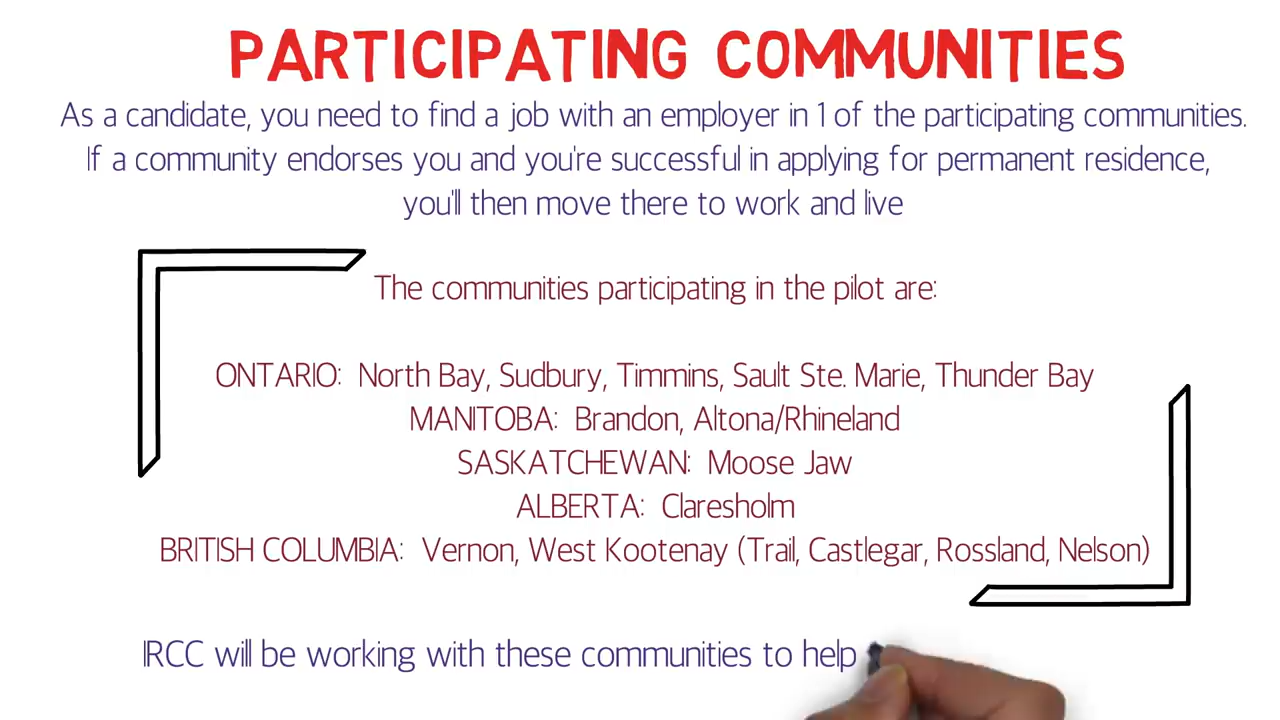 PARTICIPATING COMMUNITIES
As a candidate, you need to find a job with an employer in 1 of the participating communities.
If a community endorses you and you're successful in applying for permanent residence,
you'll then move there to work and live
The communities participating in the pilot are:
ONTARIO: North Bay, Sudbury, Timmins, Sault Ste. Marie, Thunder Bay
MANITOBA: Brandon, Altona/Rhineland
SASKATCHEWAN: Moose Jaw
ALBERTA: Claresholm
BRITISH COLUMBIA: Vernon, West Kootenay (Trail, Castlegar, Rossland, Nelson)
IRCC will be working with these communities to help